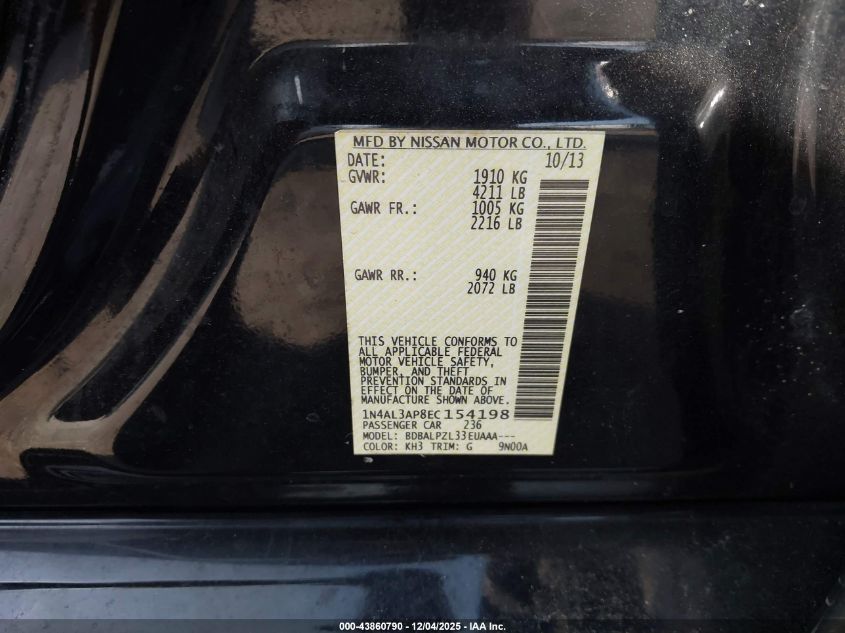 MFD BY NISSAN MOTOR CO., LTD.
DATE: 10/13
GVWR: 1910 KG
4211 LB
GAWR FR.: 1005 KG
2216 LB
GAWR RR.: 940 KG
2072 LB
THIS VEHICLE CONFORMS TO
ALL APPLICABLE FEDERAL
MOTOR VEHICLE SAFETY,
BUMPER, AND THEFT
PREVENTION STANDARDS IN
EFFECT ON THE DATE OF
MANUFACTURE SHOWN ABOVE.
1N4AL3AP8EC154198
PASSENGER CAR 236
MODEL: BDBALPZL33EUAAA---
COLOR: KH3 TRIM: G 9N00A
000-43860790 - 12/04/2025 - IAA Inc.